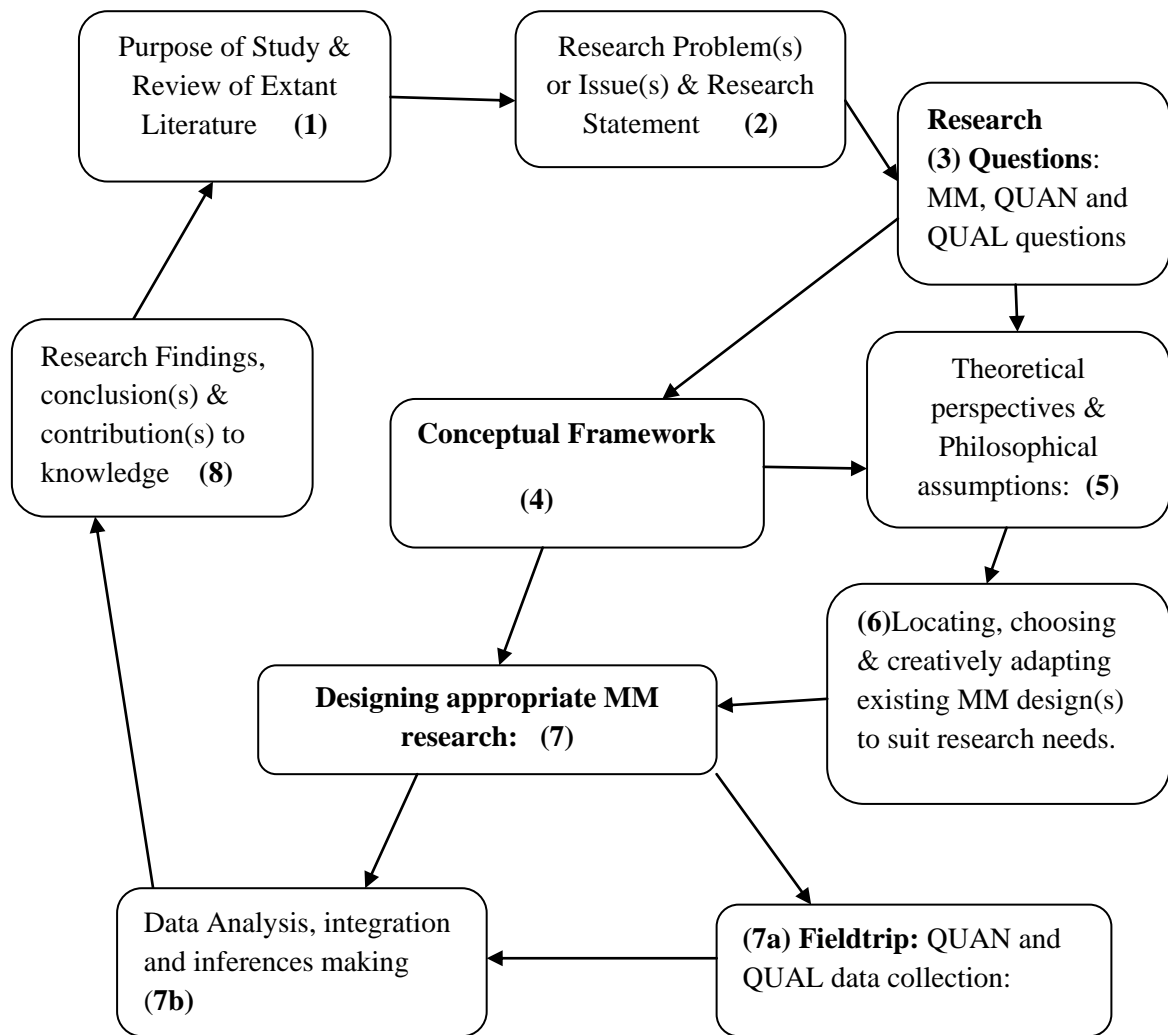 Purpose of Study &
Review of Extant
Literature (1)
Research Problem(s)
or Issue(s) & Research
Statement (2)
Research
(3) Questions:
MM, QUAN and
QUAL questions
Conceptual Framework
(4)
Theoretical
perspectives &
Philosophical
assumptions: (5)
(6)Locating, choosing
& creatively adapting
existing MM design(s)
to suit research needs.
Designing appropriate MM
research: (7)
(7a) Fieldtrip: QUAN and
QUAL data collection:
Data Analysis, integration
and inferences making
(7b)
Research Findings,
conclusion(s) &
contribution(s) to
knowledge (8)